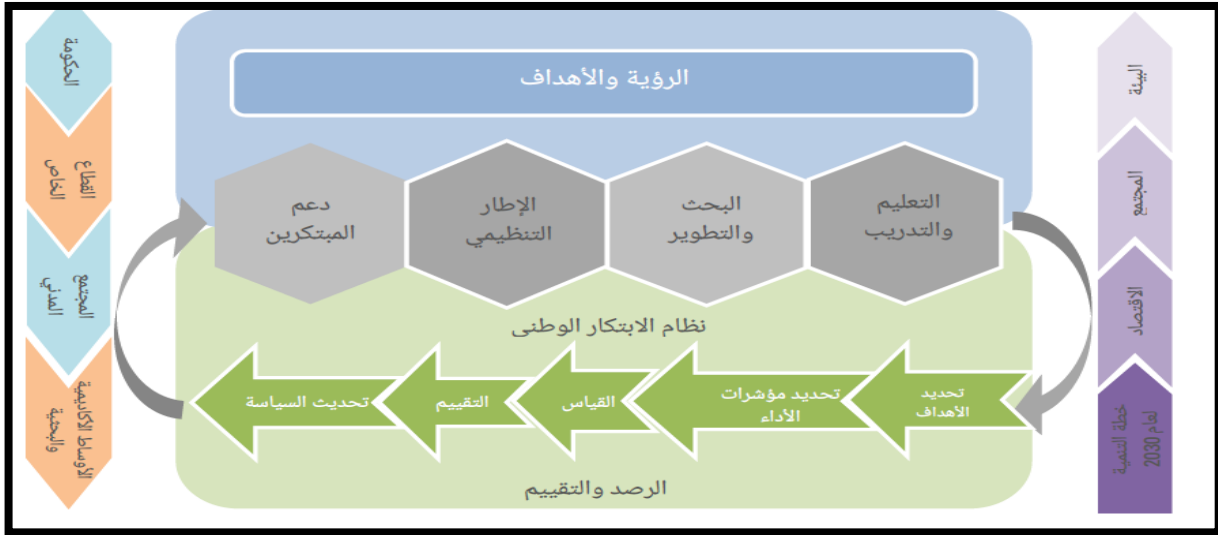 الرؤية والأهداف
التعليم
والتدريب
البحث
والتطوير
الإطار
التنظيمي
دعم
المبتكرين
نظام الابتكار الوطنى
تحديد
الأهداف
تحديد مؤشرات
الأداء
القياس
التقييم
تحديث السياسة
الرصد والتقييم
البيئة
المجتمع
الاقتصاد
خطة التنمية
لعام 2030
الحكومة
القطاع
الخاص
المجتمع
المدني
الأوساط الأكاديمية
والبحثية